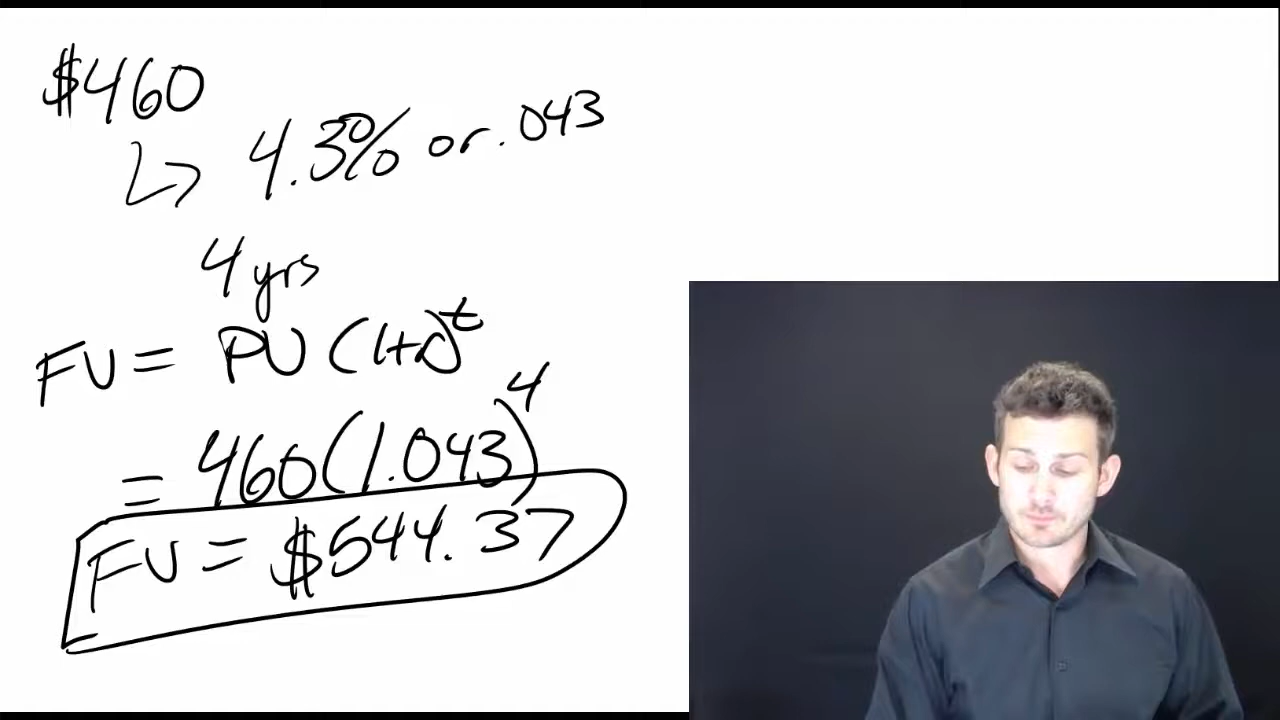 $460
↳ 4.3% or .043
4 yrs
FV = PV (1+r)^t
= 460(1.043)^4
FV = $544.37